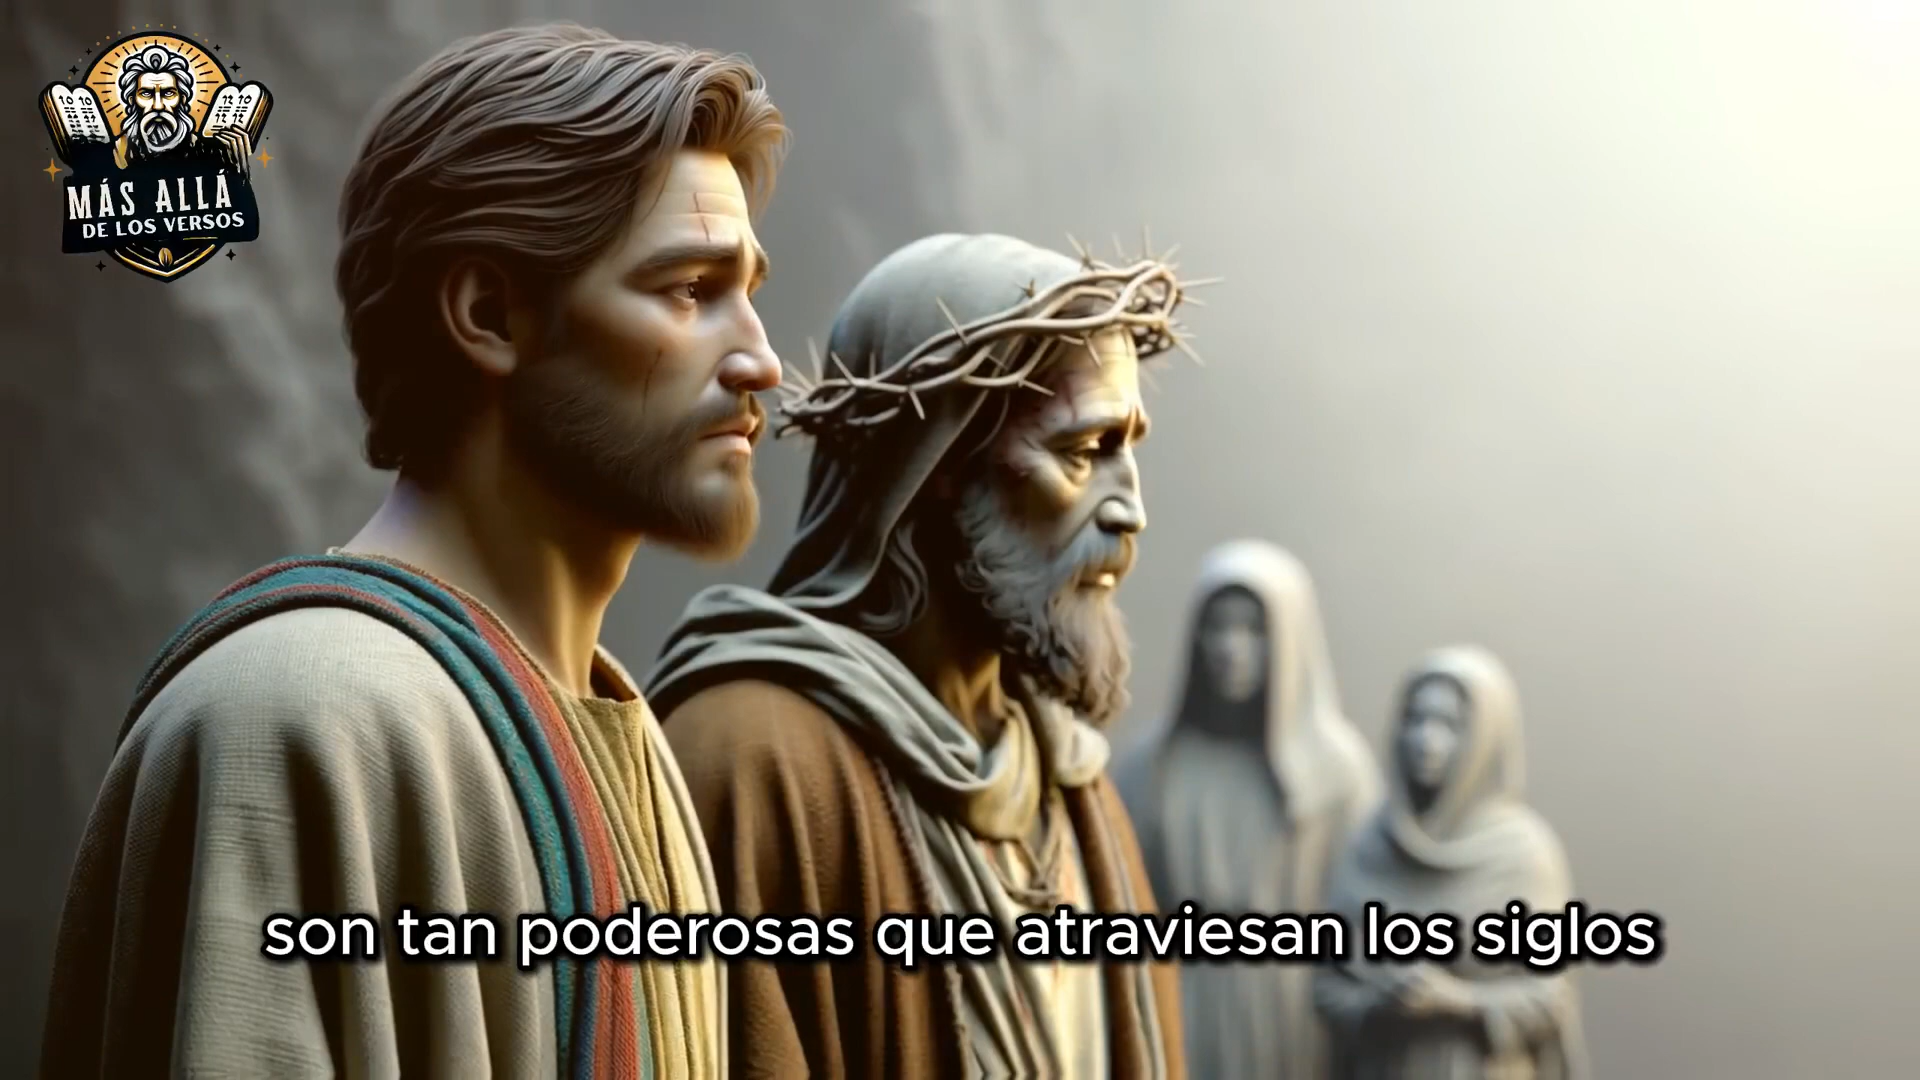 MÁS ALLÁ
DE LOS VERSOS
son tan poderosas que atraviesan los siglos